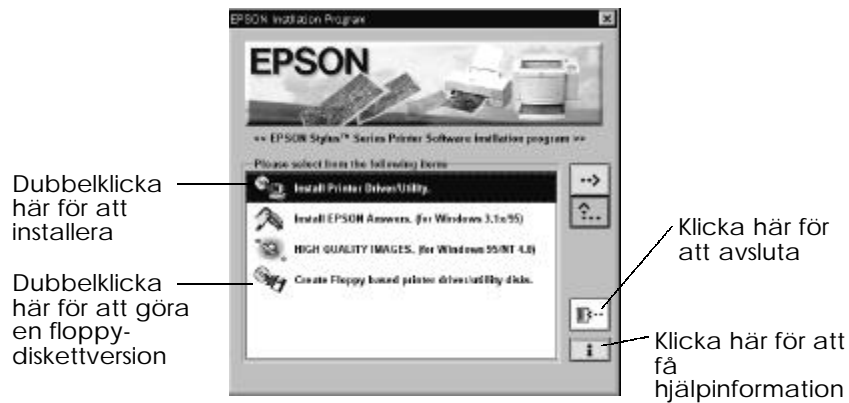 EPSON Instllation Program
EPSON
<< EPSON Stylus™ Series Printer Software instllation program >>
Please select from the following items
Install Printer Driver/Utility.
Install EPSON Answers. (for Windows 3.1x/95)
HIGH QUALITY IMAGES. (for Windows 95/NT 4.0)
Create Floppy based printer driver/utility disks.
Dubbelklicka
här för att
installera
Dubbelklicka
här för att göra
en floppy-
diskettversion
Klicka här för
att avsluta
Klicka här för att
få
hjälpinformation